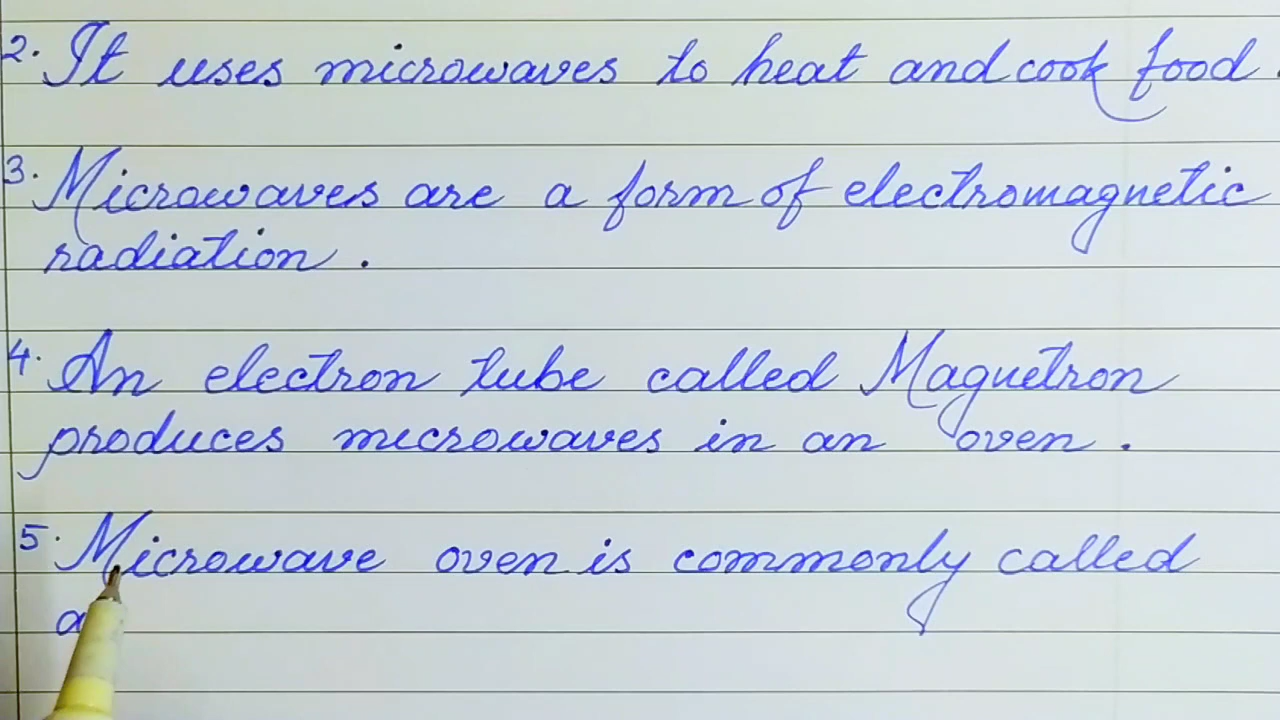 2. It uses microwaves to heat and cook food.
3. Microwaves are a form of electromagnetic
radiation.
4. An electron tube called Magnetron
produces microwaves in an oven.
5. Microwave oven is commonly called